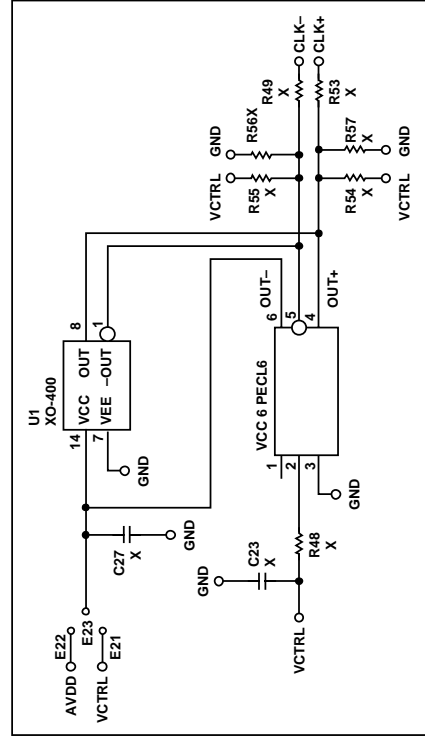 U1
XO-400
14
VCC
OUT
8
7
VEE
–OUT
1
GND
AVDD
E22
E23
VCTRL
E21
C27
X
GND
VCTRL
GND
R55
X
R56X
R49
X
CLK–
CLK+
R53
X
R54
X
R57
X
VCTRL
GND
VCC 6 PECL6
1
2
3
6
5
4
OUT–
OUT+
GND
GND
C23
X
R48
X
VCTRL